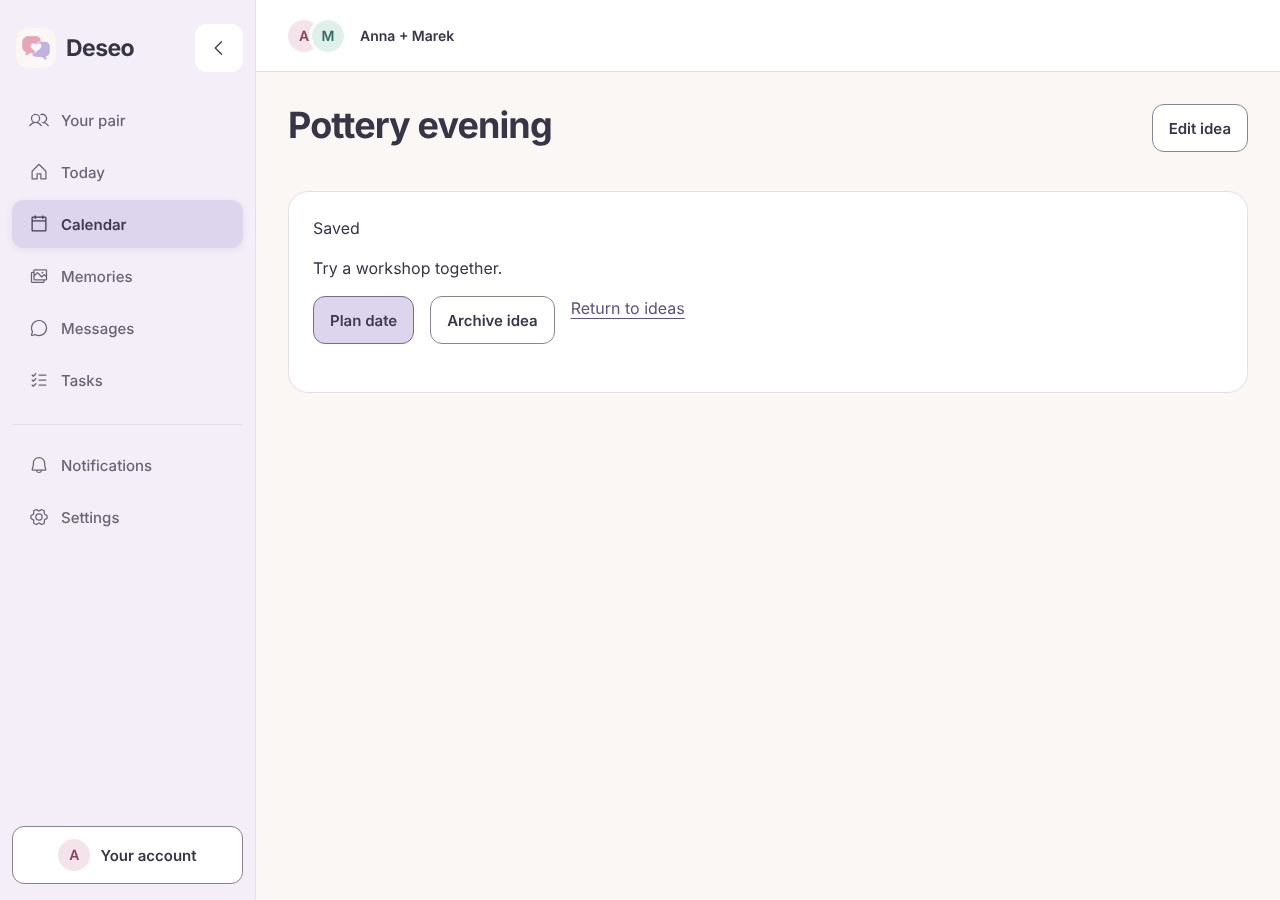 Deseo
Your pair
Today
Calendar
Memories
Messages
Tasks
Notifications
Settings
A Your account
A M Anna + Marek
Pottery evening
Edit idea
Saved
Try a workshop together.
Plan date Archive idea Return to ideas